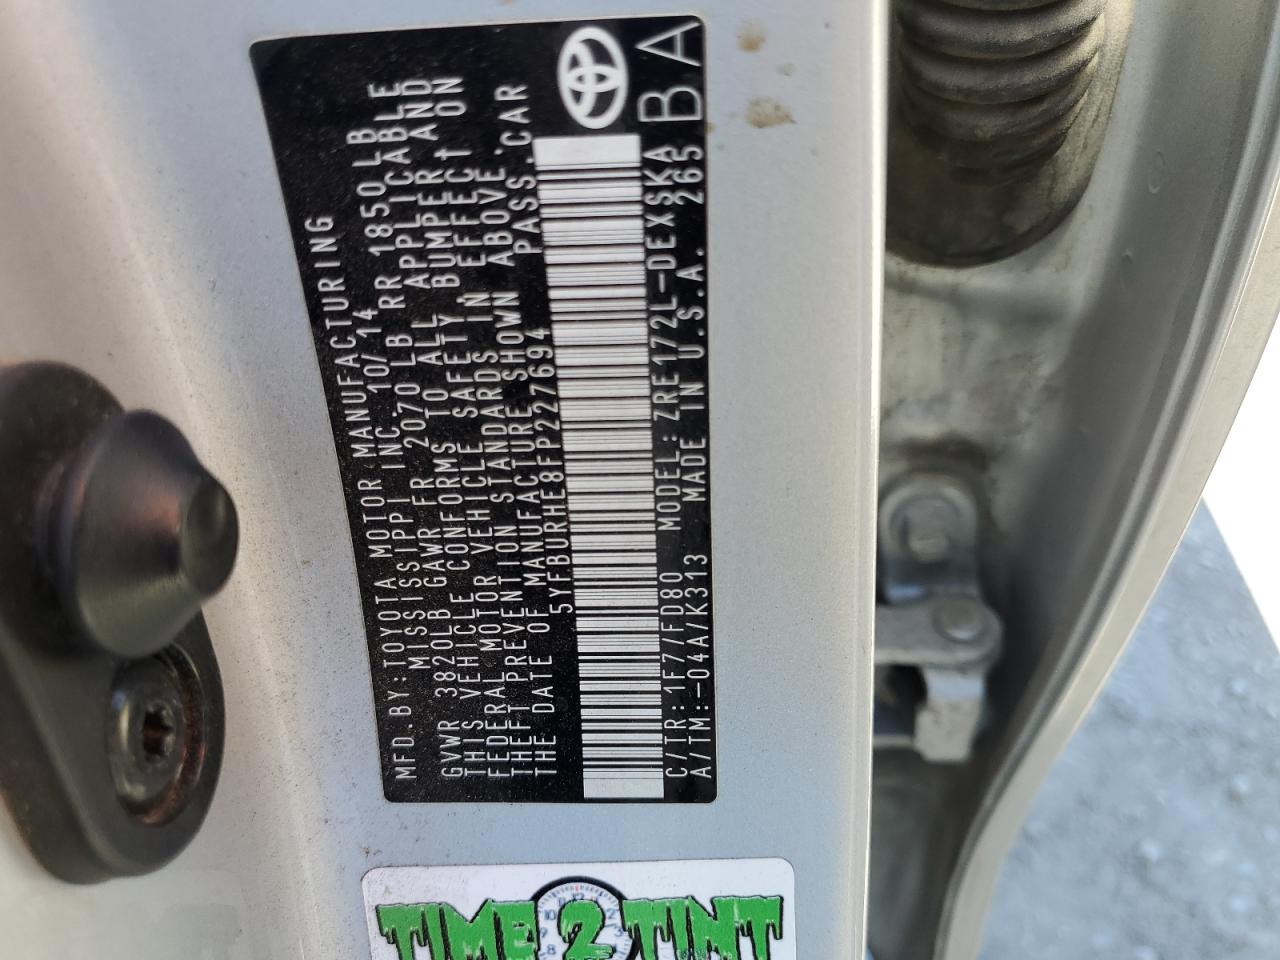 MFD. BY: TOYOTA MOTOR MANUFACTURING
MISSISSIPPI INC. 10/14
GVWR 3820LB GAWR FR 2070 LB RR 1850 LB
THIS VEHICLE CONFORMS TO ALL APPLICABLE
FEDERAL MOTOR VEHICLE SAFETY, BUMPER AND
THEFT PREVENTION STANDARDS IN EFFECT ON
THE DATE OF MANUFACTURE SHOWN ABOVE.
5YFBURHE8FP227694 PASS. CAR
C/TR: 1F7/FD80 MODEL: ZRE172L-DEXSKA
A/TM: -04A/K313 MADE IN U.S.A. 265
BA
TIME 2 TINT